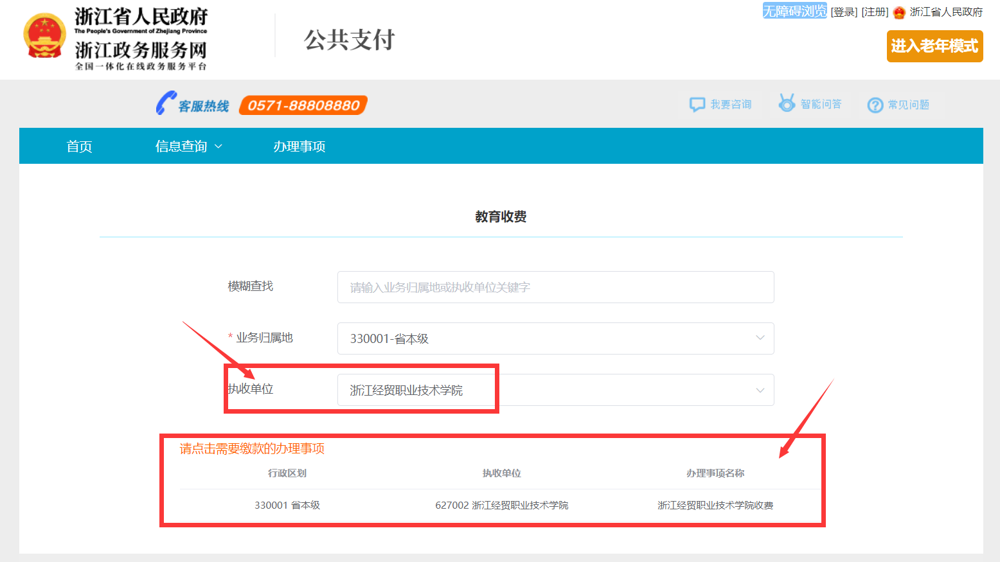 浙江省人民政府
The People's Government of Zhejiang Province
浙江政务服务网
全国一体化在线政务服务平台
公共支付
无障碍浏览 [登录] [注册] 浙江省人民政府
进入老年模式
客服热线 0571-88808880
我要咨询 智能问答 常见问题
首页 信息查询 办理事项
教育收费
模糊查找 请输入业务归属地或执收单位关键字
* 业务归属地 330001-省本级
执收单位 浙江经贸职业技术学院
请点击需要缴款的办理事项
行政区划 执收单位 办理事项名称
330001 省本级 627002 浙江经贸职业技术学院 浙江经贸职业技术学院收费